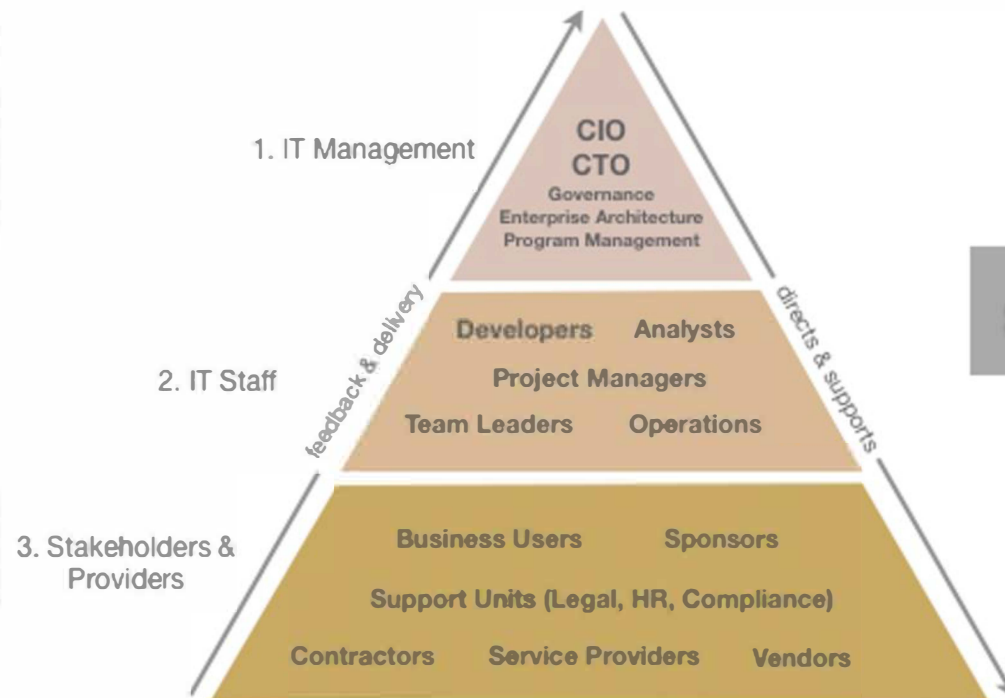 1. IT Management
CIO
CTO
Governance
Enterprise Architecture
Program Management
feedback & delivery
directs & supports
2. IT Staff
Developers Analysts
Project Managers
Team Leaders Operations
3. Stakeholders &
Providers
Business Users Sponsors
Support Units (Legal, HR, Compliance)
Contractors Service Providers Vendors